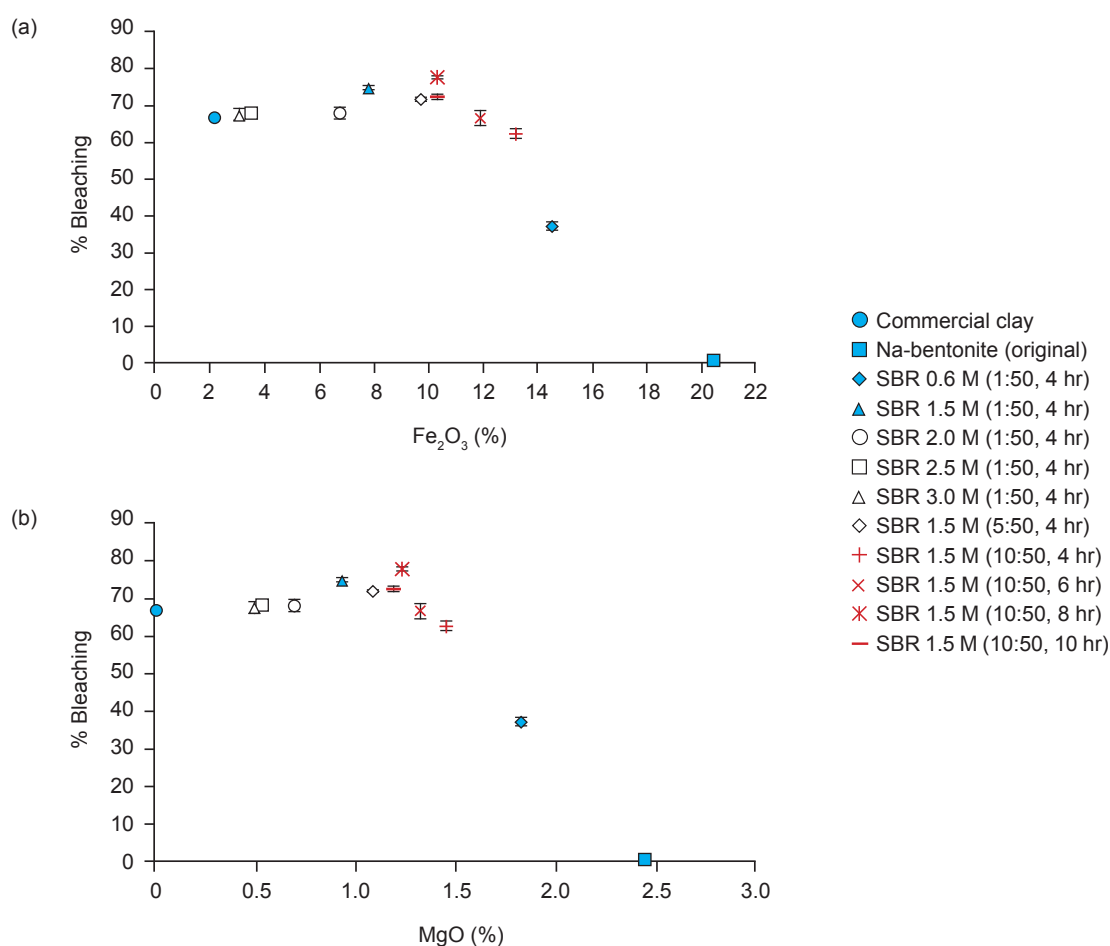 (a)
90
80
70
60
50
40
30
20
10
0
% Bleaching
0 2 4 6 8 10 12 14 16 18 20 22
Fe₂O₃ (%)
(b)
90
80
70
60
50
40
30
20
10
0
% Bleaching
0 0.5 1.0 1.5 2.0 2.5 3.0
MgO (%)
Commercial clay
Na-bentonite (original)
SBR 0.6 M (1:50, 4 hr)
SBR 1.5 M (1:50, 4 hr)
SBR 2.0 M (1:50, 4 hr)
SBR 2.5 M (1:50, 4 hr)
SBR 3.0 M (1:50, 4 hr)
SBR 1.5 M (5:50, 4 hr)
SBR 1.5 M (10:50, 4 hr)
SBR 1.5 M (10:50, 6 hr)
SBR 1.5 M (10:50, 8 hr)
SBR 1.5 M (10:50, 10 hr)